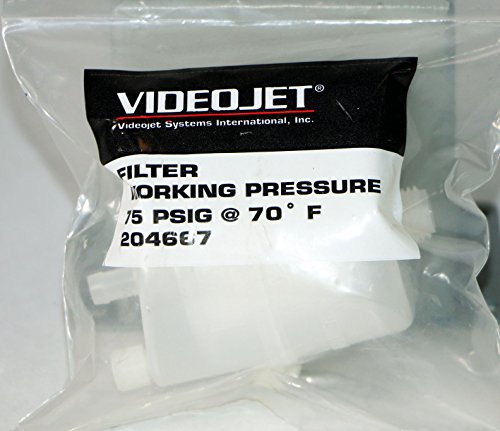 VIDEOJET®
Videojet Systems International, Inc.
FILTER
WORKING PRESSURE
75 PSIG @ 70° F
204667